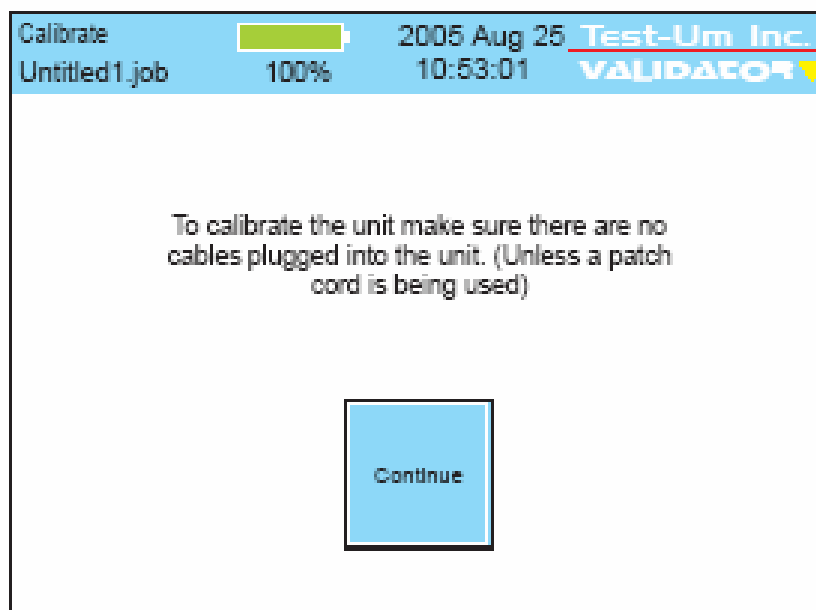 Calibrate
Untitled1.job
100%
2005 Aug 25
10:53:01
Test-Um Inc.
VALIDATOR
To calibrate the unit make sure there are no
cables plugged into the unit. (Unless a patch
cord is being used)
Continue